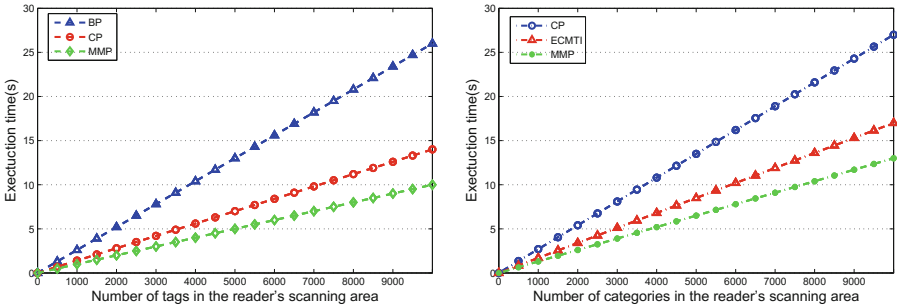 30
25
20
15
10
5
0
Exectuction time(s)
BP
CP
MMP
0 1000 2000 3000 4000 5000 6000 7000 8000 9000
Number of tags in the reader's scanning area
30
25
20
15
10
5
0
Exectuction time(s)
CP
ECMTI
MMP
0 1000 2000 3000 4000 5000 6000 7000 8000 9000
Number of categories in the reader's scanning area